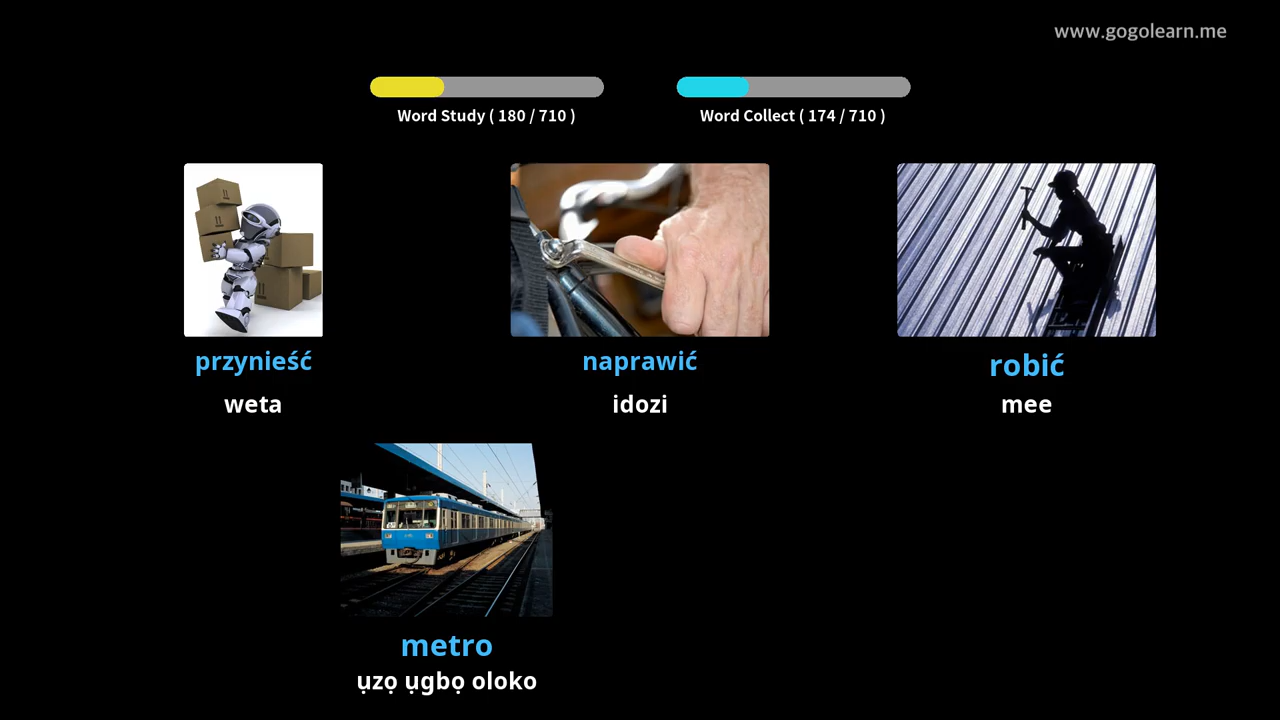 www.gogolearn.me
Word Study ( 180 / 710 )
Word Collect ( 174 / 710 )
przynieść
naprawić
robić
weta
idozi
mee
metro
ụzọ ụgbọ oloko